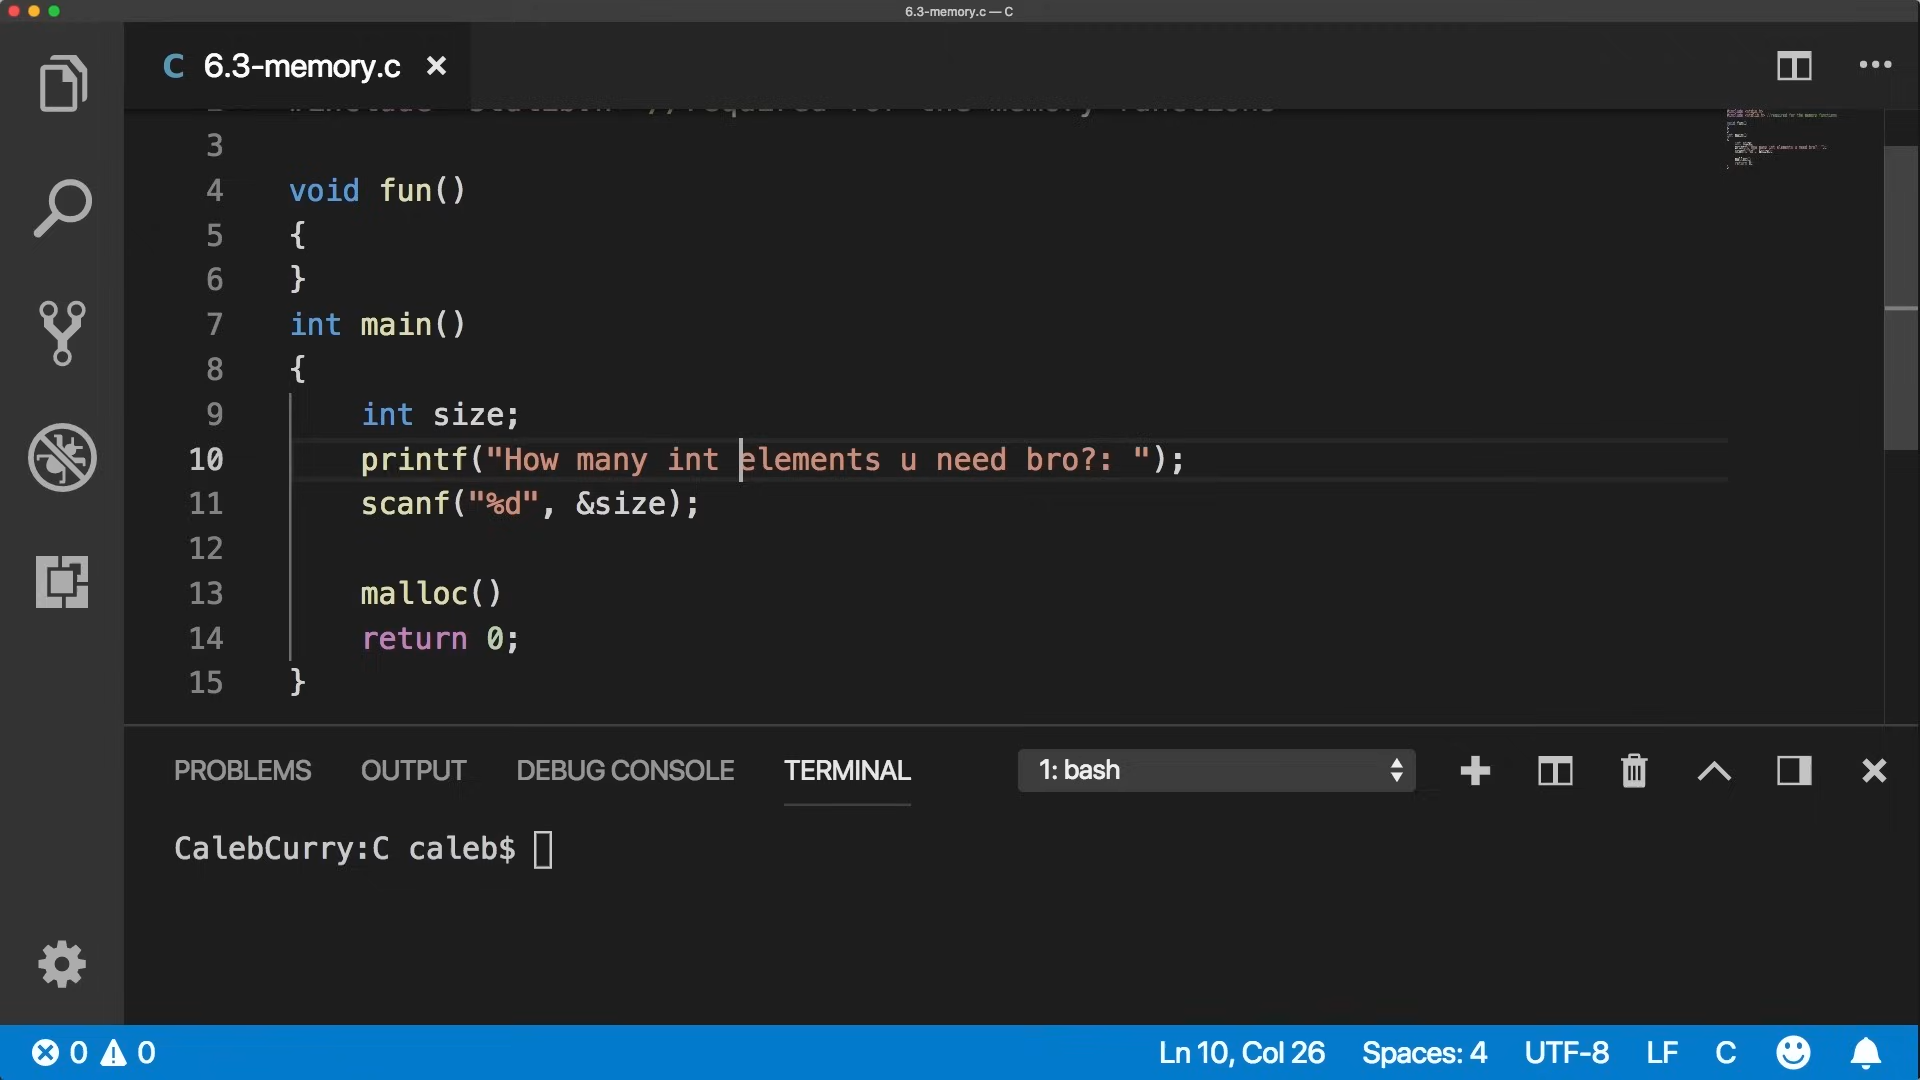 6.3-memory.c — C
C 6.3-memory.c
3
4 void fun()
5 {
6 }
7 int main()
8 {
9 int size;
10 printf("How many int elements u need bro?: ");
11 scanf("%d", &size);
12
13 malloc()
14 return 0;
15 }
PROBLEMS OUTPUT DEBUG CONSOLE TERMINAL 1: bash
CalebCurry:C caleb$
0 0 Ln 10, Col 26 Spaces: 4 UTF-8 LF C